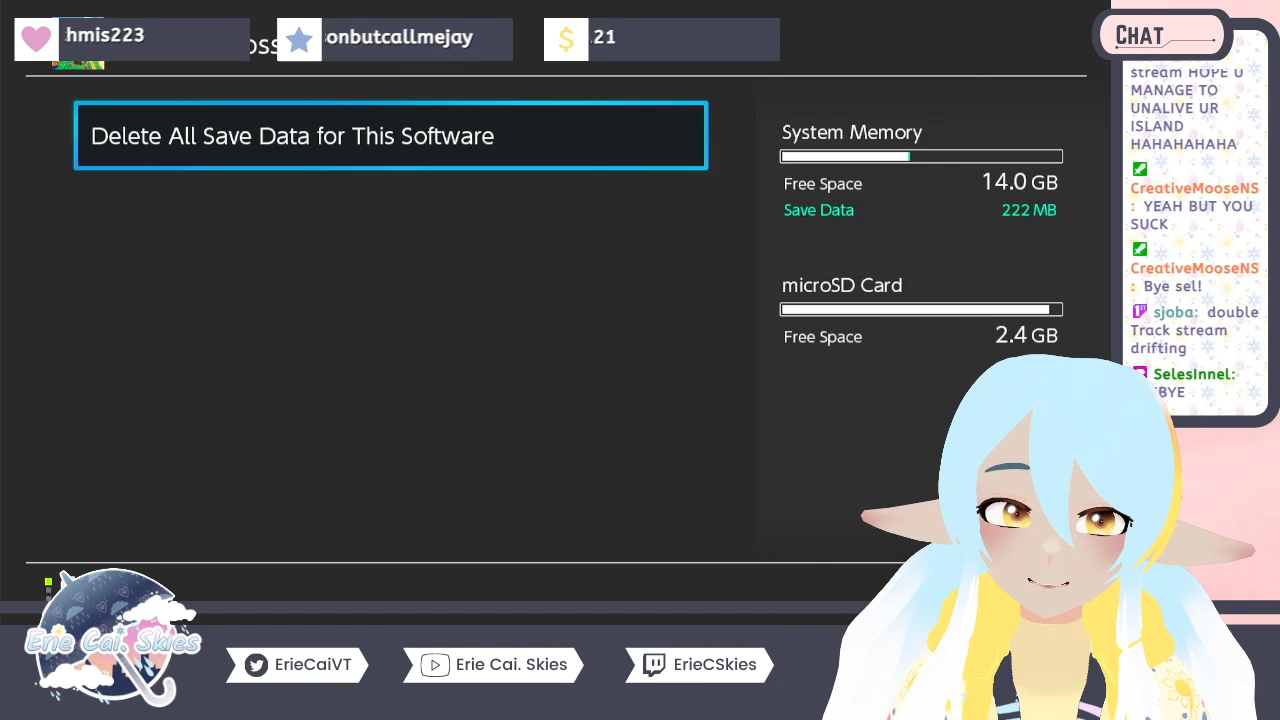 hmis223
onbutcallmejay
21
oss
Delete All Save Data for This Software
System Memory
Free Space 14.0 GB
Save Data 222 MB
microSD Card
Free Space 2.4 GB
CHAT
stream HOPE U
MANAGE TO
UNALIVE UR
ISLAND
HAHAHAHAHA
CreativeMooseNS
: YEAH BUT YOU
SUCK
CreativeMooseNS
: Bye sel!
sjoba: double
Track stream
drifting
SelesInnel:
BYE
Erie Cai. Skies
ErieCaiVT
Erie Cai. Skies
ErieCSkies